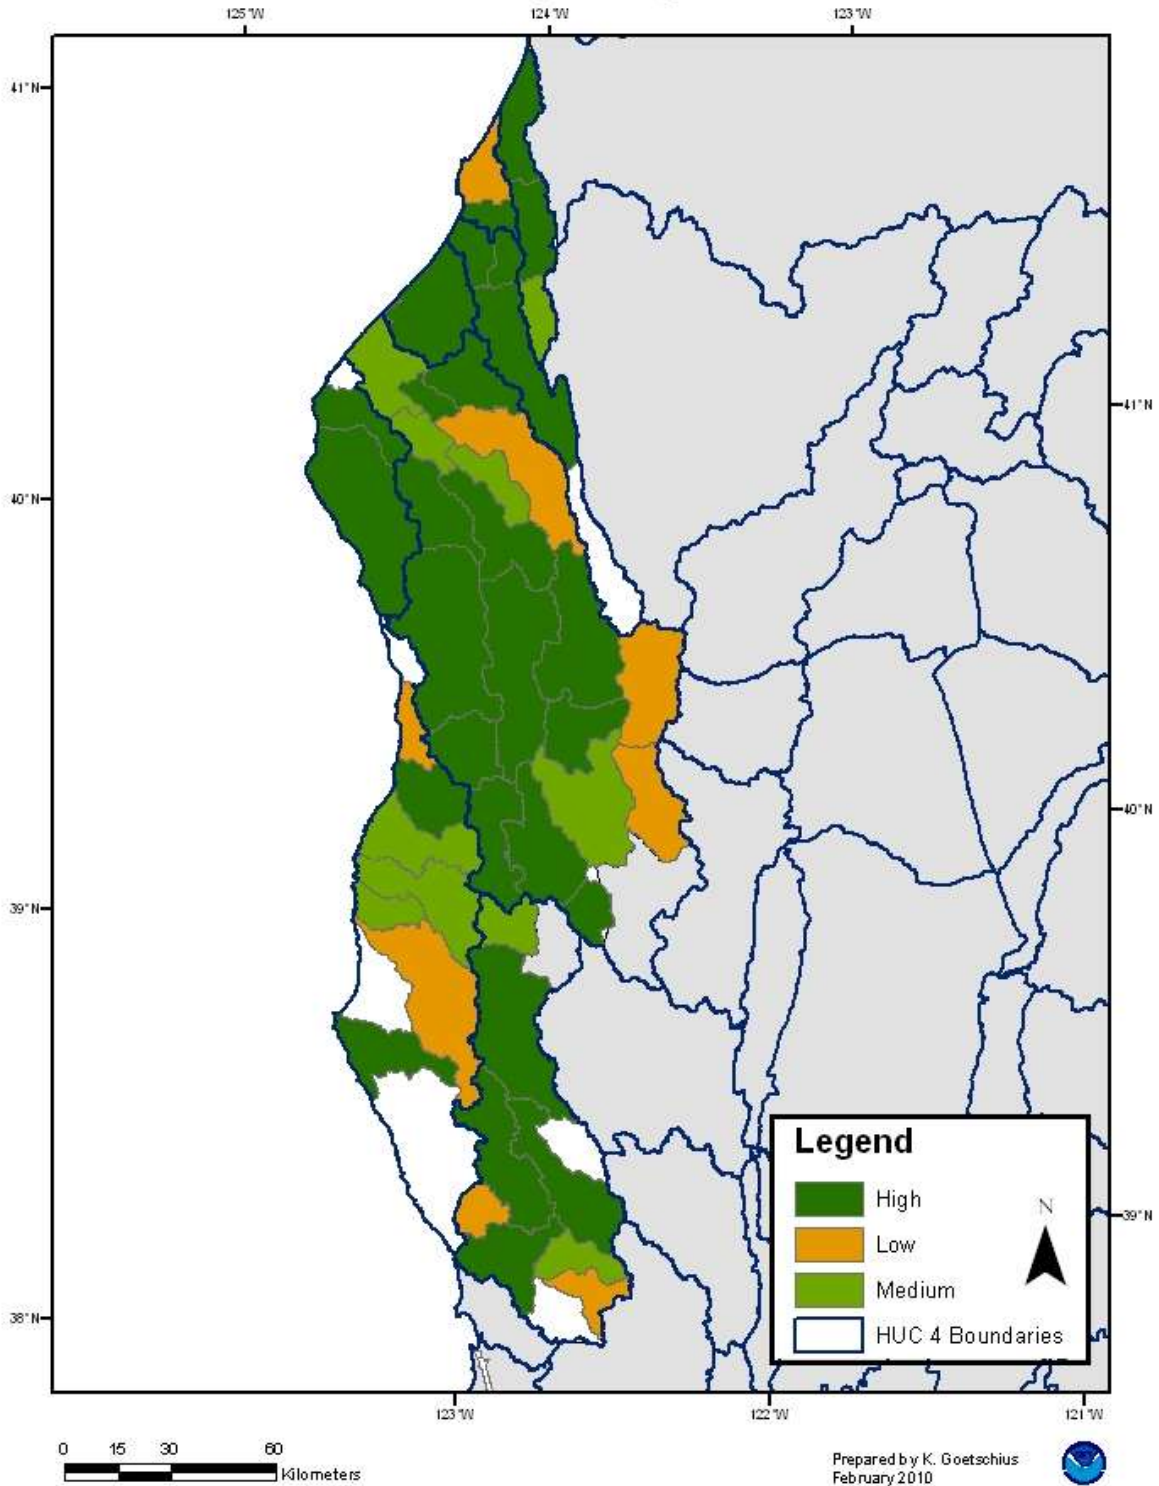 125°W 124°W 123°W
41°N
41°N
40°N
40°N
39°N
39°N
38°N
Legend
High
Low
Medium
HUC 4 Boundaries
N
123°W 122°W 121°W
0 15 30 60
Kilometers
Prepared by K. Goetschius
February 2010